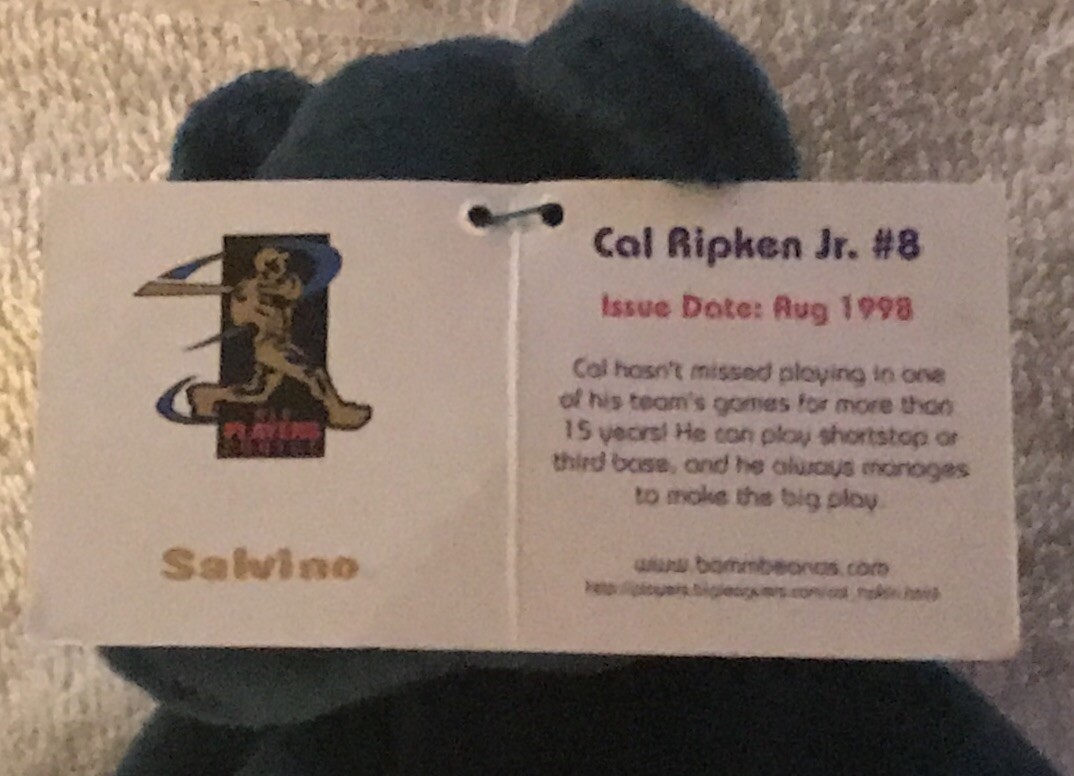 PLAYING
Salvino
Cal Ripken Jr. #8
Issue Date: Aug 1998
Cal hasn't missed playing in one
of his team's games for more than
15 years! He can play shortstop or
third base, and he always manages
to make the big play.
www.bammbeanos.com